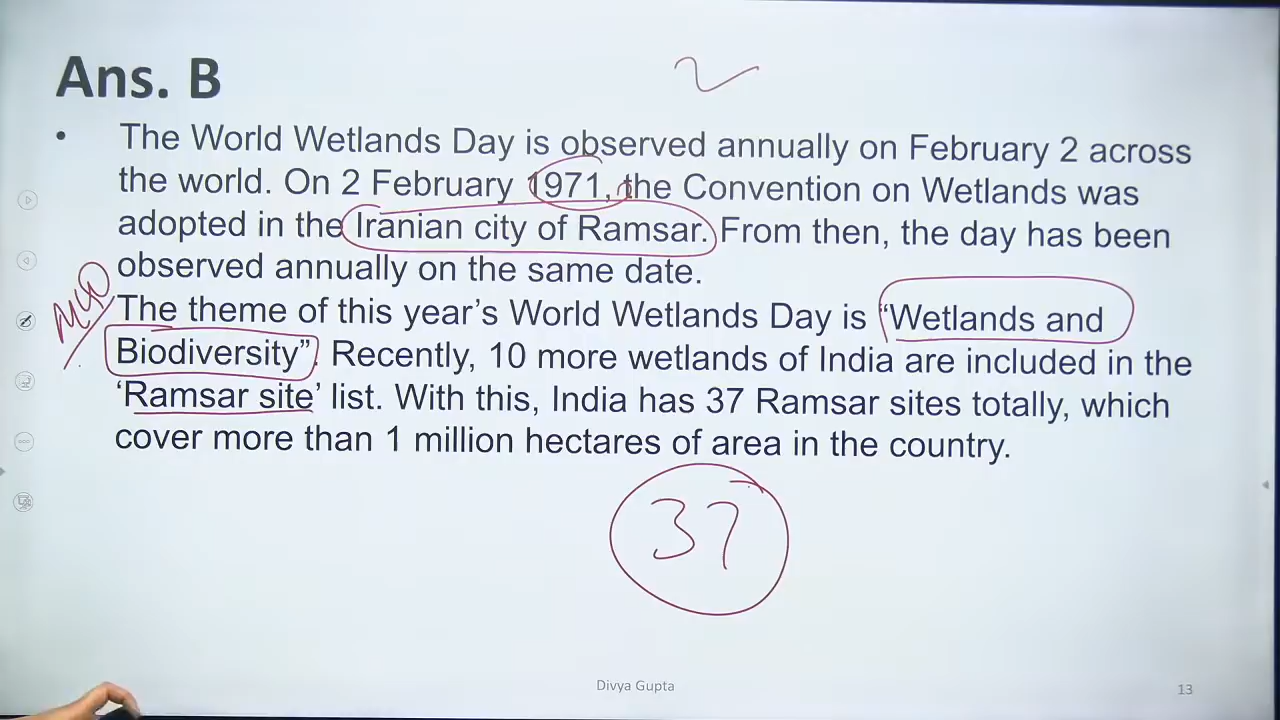 Ans. B
• The World Wetlands Day is observed annually on February 2 across
the world. On 2 February 1971, the Convention on Wetlands was
adopted in the Iranian city of Ramsar. From then, the day has been
observed annually on the same date.
The theme of this year’s World Wetlands Day is “Wetlands and
Biodiversity”. Recently, 10 more wetlands of India are included in the
‘Ramsar site’ list. With this, India has 37 Ramsar sites totally, which
cover more than 1 million hectares of area in the country.
MCQ
37
Divya Gupta
13